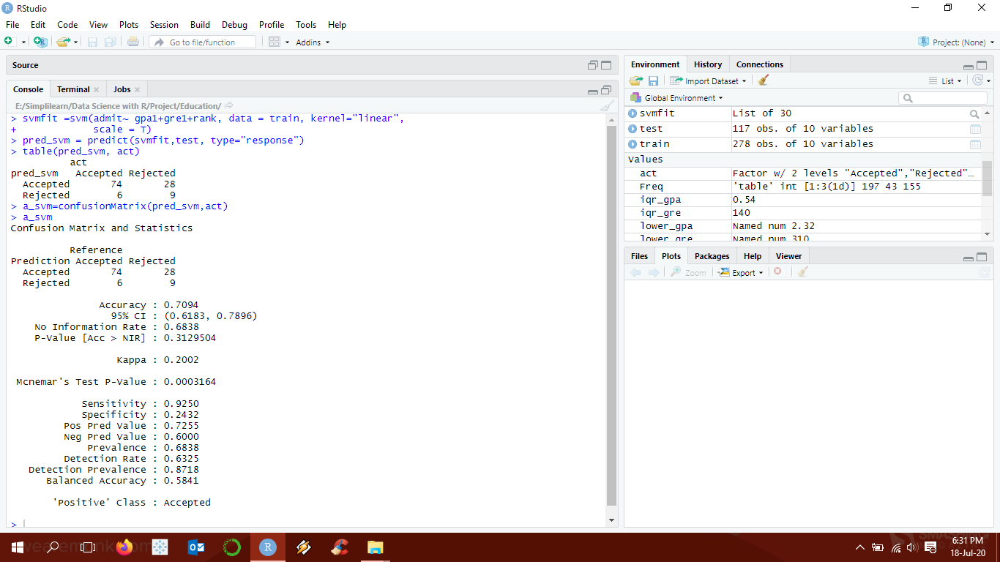 RStudio
File Edit Code View Plots Session Build Debug Profile Tools Help
Go to file/function Addins Project: (None)
Source
Console Terminal Jobs
E:/Simplilearn/Data Science with R/Project/Education/
> svmfit =svm(admit~ gpa1+gre1+rank, data = train, kernel="linear",
+ scale = T)
> pred_svm = predict(svmfit,test, type="response")
> table(pred_svm, act)
act
pred_svm Accepted Rejected
Accepted 74 28
Rejected 6 9
> a_svm=confusionMatrix(pred_svm,act)
> a_svm
Confusion Matrix and Statistics
Reference
Prediction Accepted Rejected
Accepted 74 28
Rejected 6 9
Accuracy : 0.7094
95% CI : (0.6183, 0.7896)
No Information Rate : 0.6838
P-Value [Acc > NIR] : 0.3129504
Kappa : 0.2002
Mcnemar's Test P-Value : 0.0003164
Sensitivity : 0.9250
Specificity : 0.2432
Pos Pred Value : 0.7255
Neg Pred Value : 0.6000
Prevalence : 0.6838
Detection Rate : 0.6325
Detection Prevalence : 0.8718
Balanced Accuracy : 0.5841
'Positive' Class : Accepted
>
Environment History Connections
Import Dataset List
Global Environment
svmfit List of 30
test 117 obs. of 10 variables
train 278 obs. of 10 variables
Values
act Factor w/ 2 levels "Accepted","Rejected"…
Freq 'table' int [1:3(1d)] 197 43 155
iqr_gpa 0.54
iqr_gre 140
lower_gpa Named num 2.32
lower_gre Named num 310
Files Plots Packages Help Viewer
Zoom Export
6:31 PM
18-Jul-20